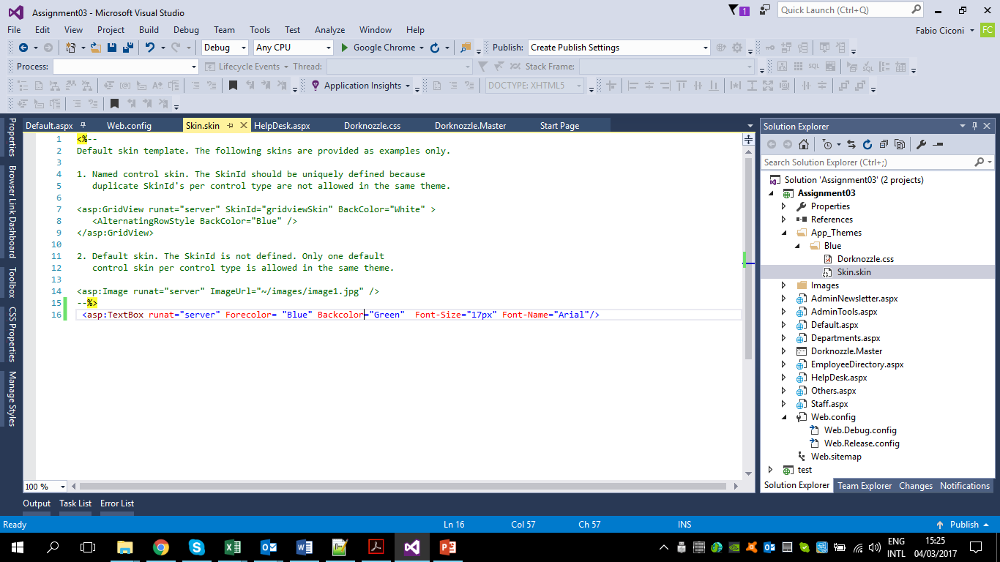 Assignment03 - Microsoft Visual Studio
1
Quick Launch (Ctrl+Q)
File Edit View Project Build Debug Team Tools Test Analyze Window Help
Fabio Ciconi
FC
Debug
Any CPU
Google Chrome
Publish:
Create Publish Settings
Process:
Lifecycle Events
Thread:
Stack Frame:
Application Insights
DOCTYPE: XHTML5
Default.aspx
Web.config
Skin.skin
HelpDesk.aspx
Dorknozzle.css
Dorknozzle.Master
Start Page
Properties
Browser Link Dashboard
Toolbox
CSS Properties
Manage Styles
1 <%--
2 Default skin template. The following skins are provided as examples only.
3
4 1. Named control skin. The SkinId should be uniquely defined because
5 duplicate SkinId's per control type are not allowed in the same theme.
6
7 <asp:GridView runat="server" SkinId="gridviewSkin" BackColor="White" >
8 <AlternatingRowStyle BackColor="Blue" />
9 </asp:GridView>
10
11 2. Default skin. The SkinId is not defined. Only one default
12 control skin per control type is allowed in the same theme.
13
14 <asp:Image runat="server" ImageUrl="~/images/image1.jpg" />
15 --%>
16 <asp:TextBox runat="server" Forecolor= "Blue" Backcolor="Green"  Font-Size="17px" Font-Name="Arial"/>
100 %
Solution Explorer
Search Solution Explorer (Ctrl+;)
Solution 'Assignment03' (2 projects)
Assignment03
Properties
References
App_Themes
Blue
Dorknozzle.css
Skin.skin
Images
AdminNewsletter.aspx
AdminTools.aspx
Default.aspx
Departments.aspx
Dorknozzle.Master
EmployeeDirectory.aspx
HelpDesk.aspx
Others.aspx
Staff.aspx
Web.config
Web.Debug.config
Web.Release.config
Web.sitemap
test
Solution Explorer Team Explorer Changes Notifications
Output Task List Error List
Ready
Ln 16
Col 57
Ch 57
INS
Publish
ENG
INTL
15:25
04/03/2017